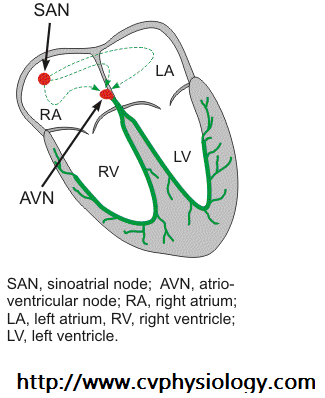 SAN
LA
RA
AVN
RV
LV
SAN, sinoatrial node;  AVN, atrio-
ventricular node; RA, right atrium;
LA, left atrium, RV, right ventricle;
LV, left ventricle.
http://www.cvphysiology.com